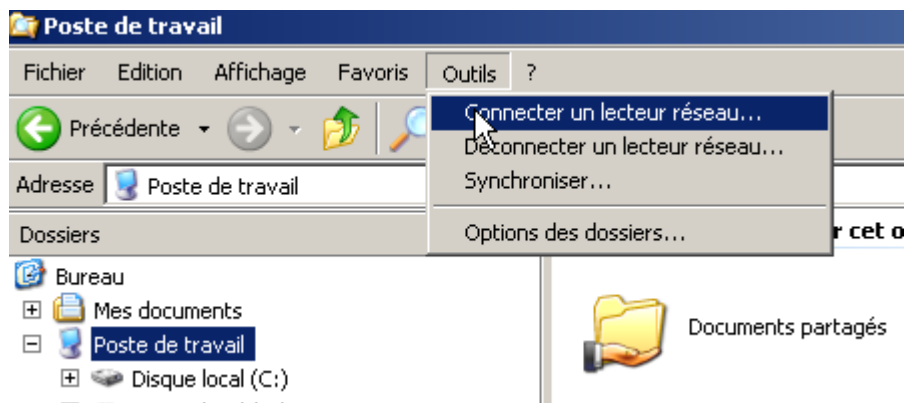 Poste de travail
Fichier Edition Affichage Favoris Outils ?
Connecter un lecteur réseau...
Précédente
Déconnecter un lecteur réseau...
Adresse Poste de travail
Synchroniser...
Options des dossiers...
Dossiers
r cet o
Bureau
Mes documents
Poste de travail
Disque local (C:)
Documents partagés